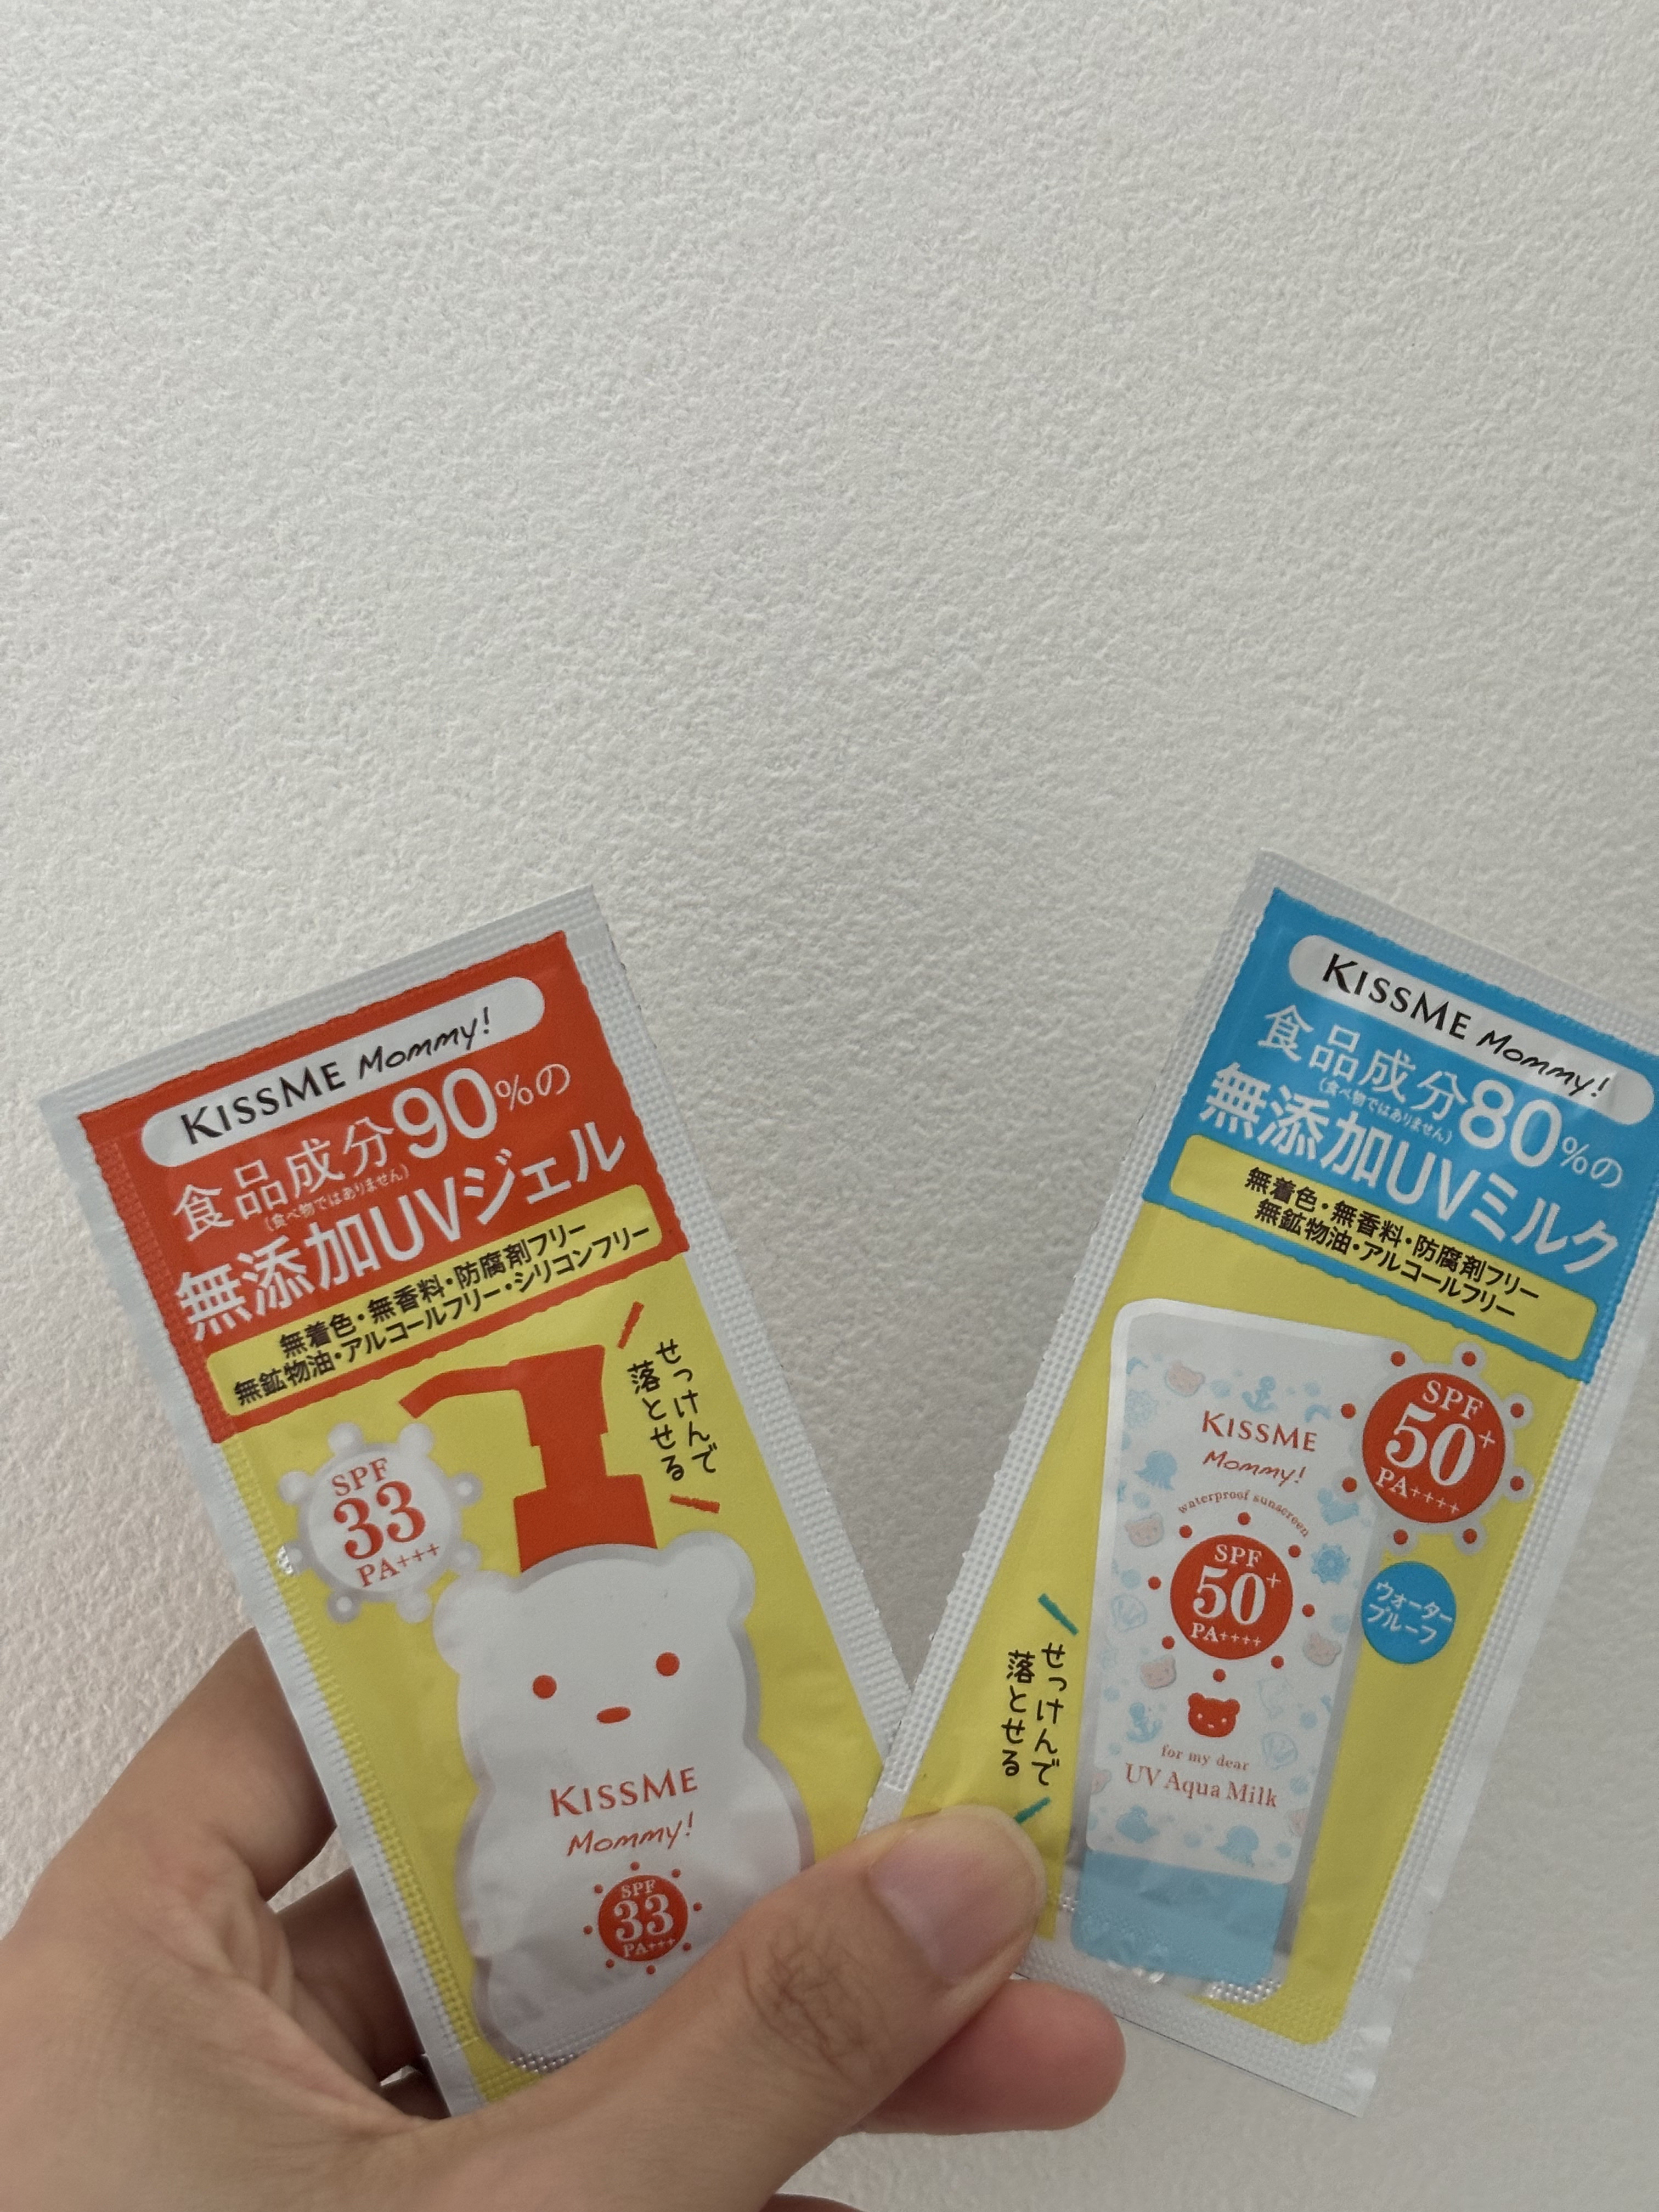 KISSME Mommy!
食品成分90%の
(食べ物ではありません)
無添加UVジェル
無着色・無香料・防腐剤フリー
無鉱物油・アルコールフリー・シリコンフリー
せっけんで
落とせる
SPF
33
PA+++
KISSME
Mommy!
SPF
33
PA+++
KISSME Mommy!
食品成分80%の
(食べ物ではありません)
無添加UVミルク
無着色・無香料・防腐剤フリー
無鉱物油・アルコールフリー
SPF
50+
PA++++
ウォーター
プルーフ
せっけんで
落とせる
KISSME
Mommy!
waterproof sunscreen
SPF
50+
PA++++
for my dear
UV Aqua Milk